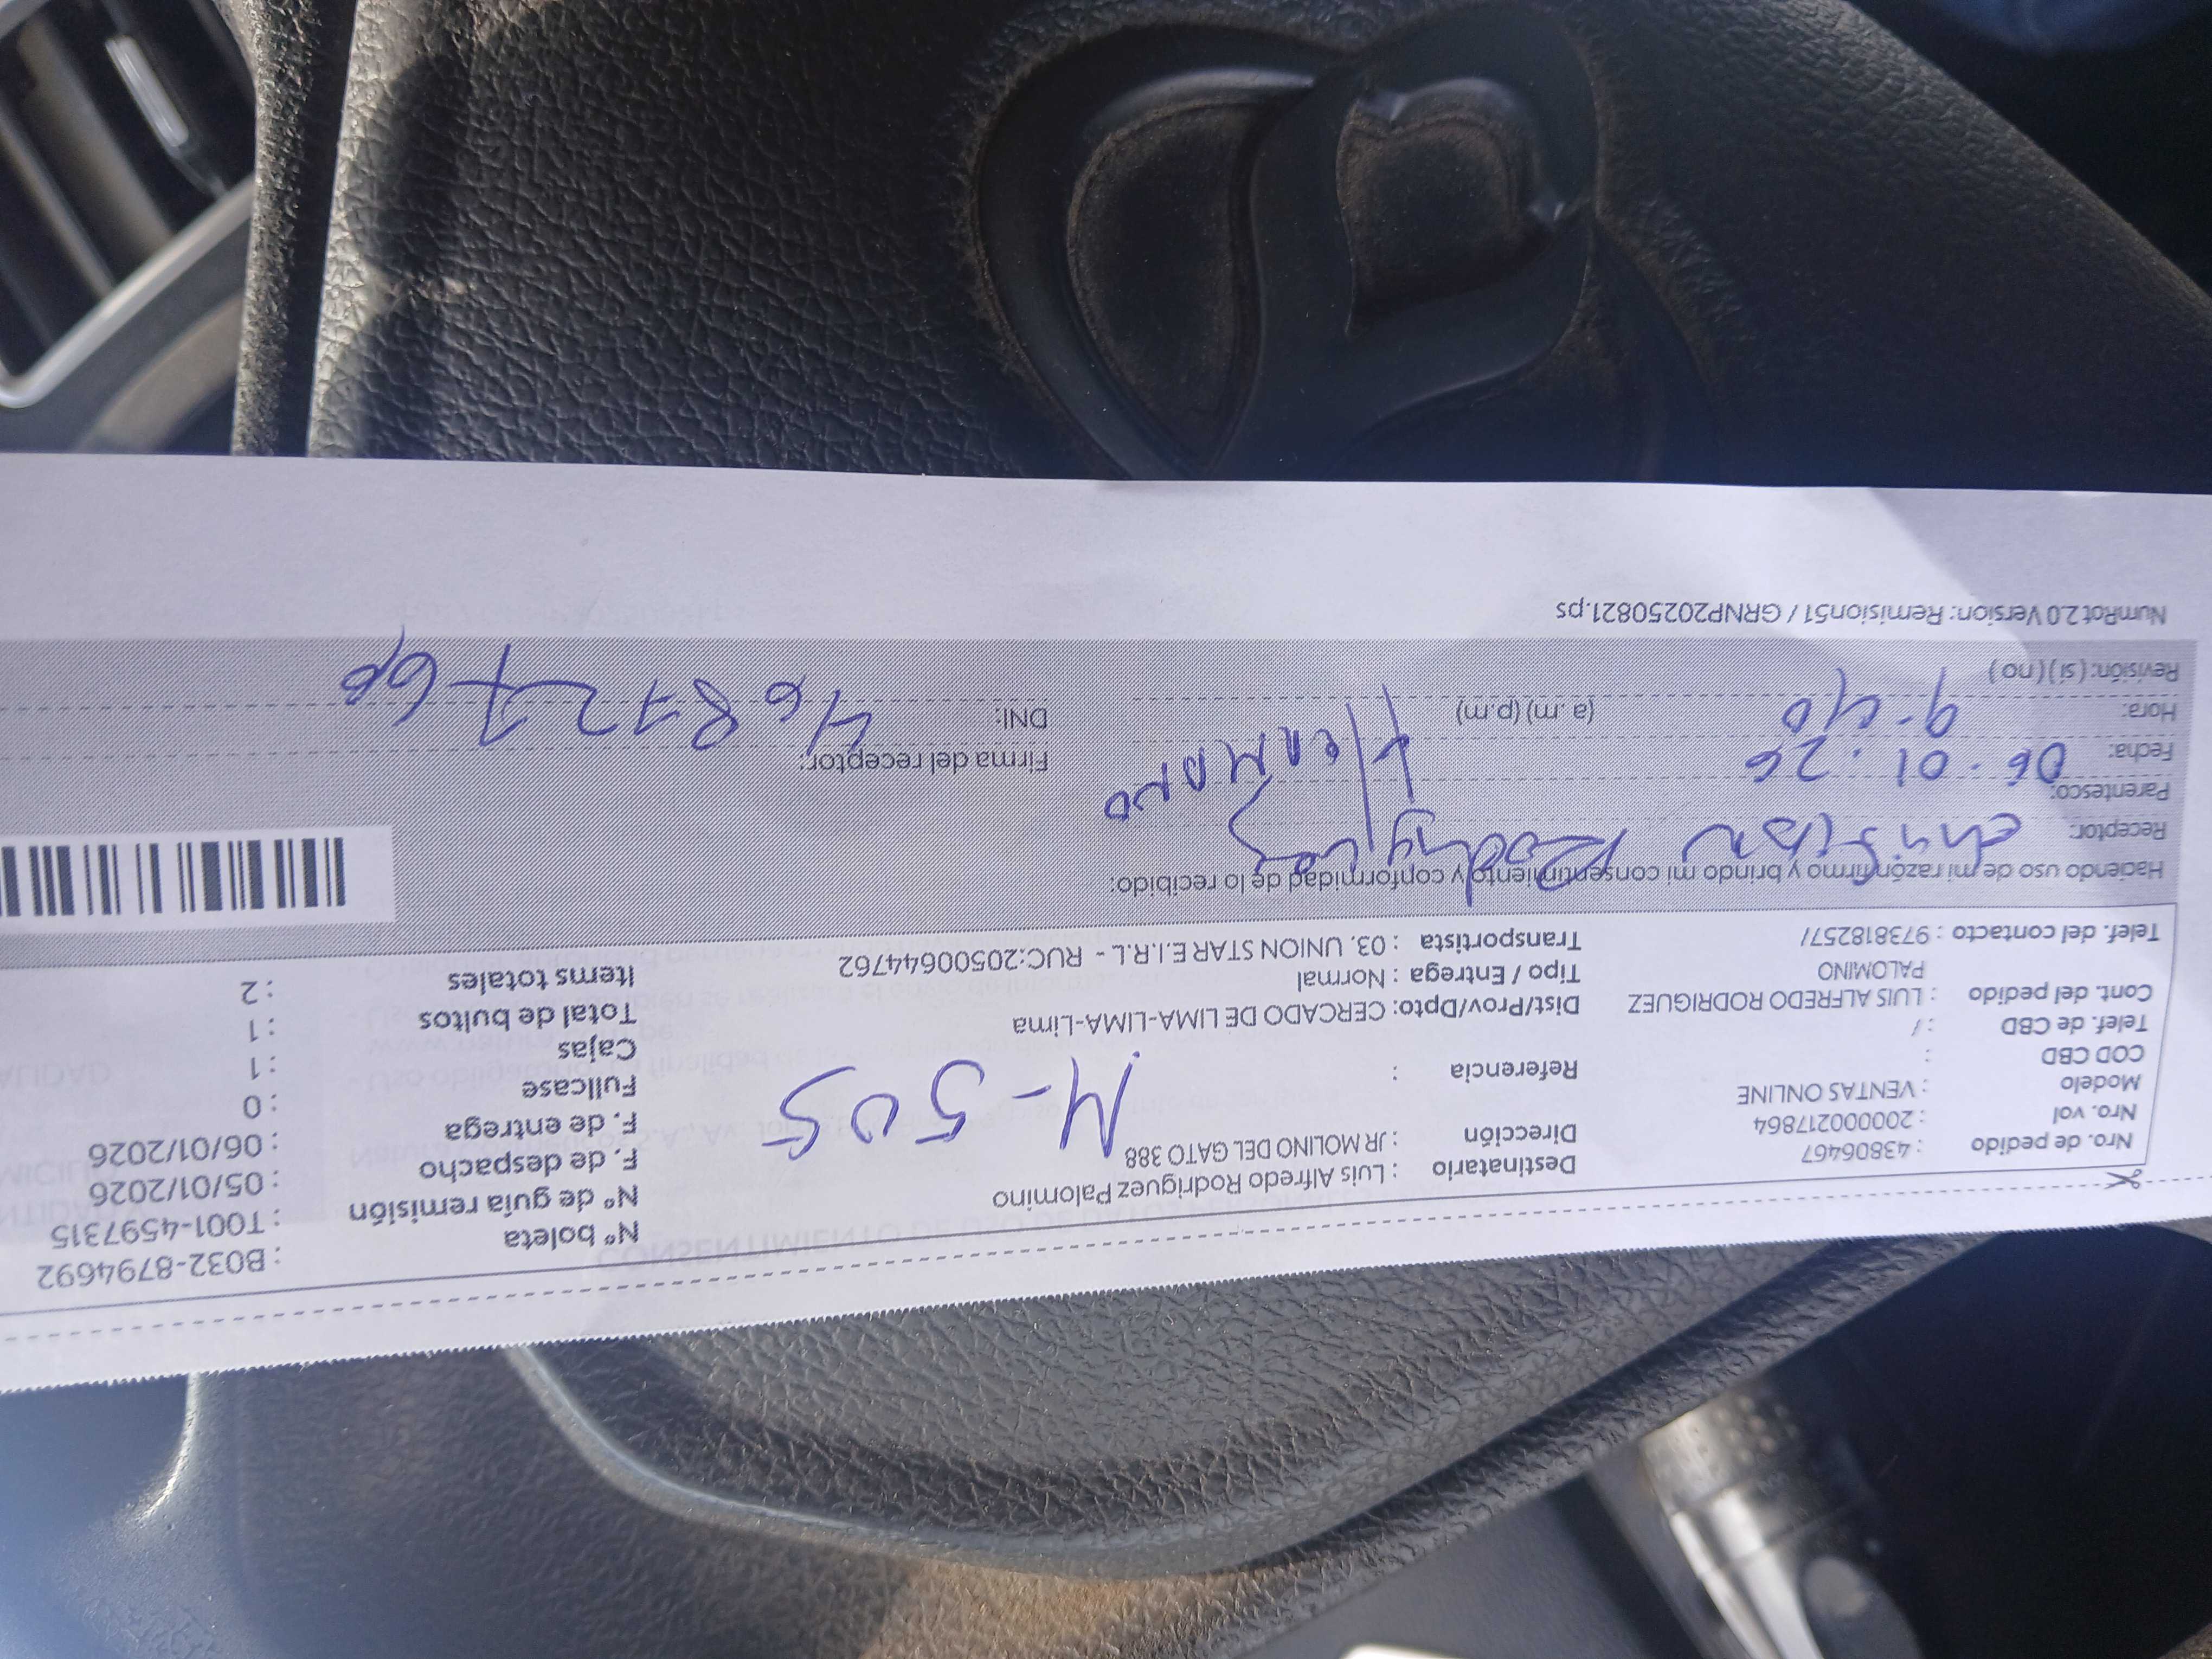 Nro. de pedido : 43806467
Nro. vol : 200000217864
Modelo : VENTAS ONLINE
COD CBD :
Telef. de CBD : /
Cont. del pedido : LUIS ALFREDO RODRIGUEZ
PALOMINO
Telef. del contacto : 973818257/
Destinatario : Luis Alfredo Rodriguez Palomino
Dirección : JR MOLINO DEL GATO 388
M-505
Referencia :
Dist/Prov/Dpto: CERCADO DE LIMA-LIMA-Lima
Tipo / Entrega : Normal
Transportista : 03. UNION STAR E.I.R.L - RUC:20500644762
N° boleta : B032-8794692
N° de guía remisión : T001-4597315
F. de despacho : 05/01/2026
F. de entrega : 06/01/2026
Fullcase : 0
Cajas : 1
Total de bultos : 1
Items totales : 2
Haciendo uso de mi razón firmo y brindo mi consentimiento y conformidad de lo recibido:
Receptor: Rodriguez
Parentesco: HERMANO
Fecha: 06-01.26
Hora: 9.40 (a. m) (p.m)
Revisión: (si) (no)
Firma del receptor:
DNI:
NumRot 2.0 Version: Remision51 / GRNP20250821.ps